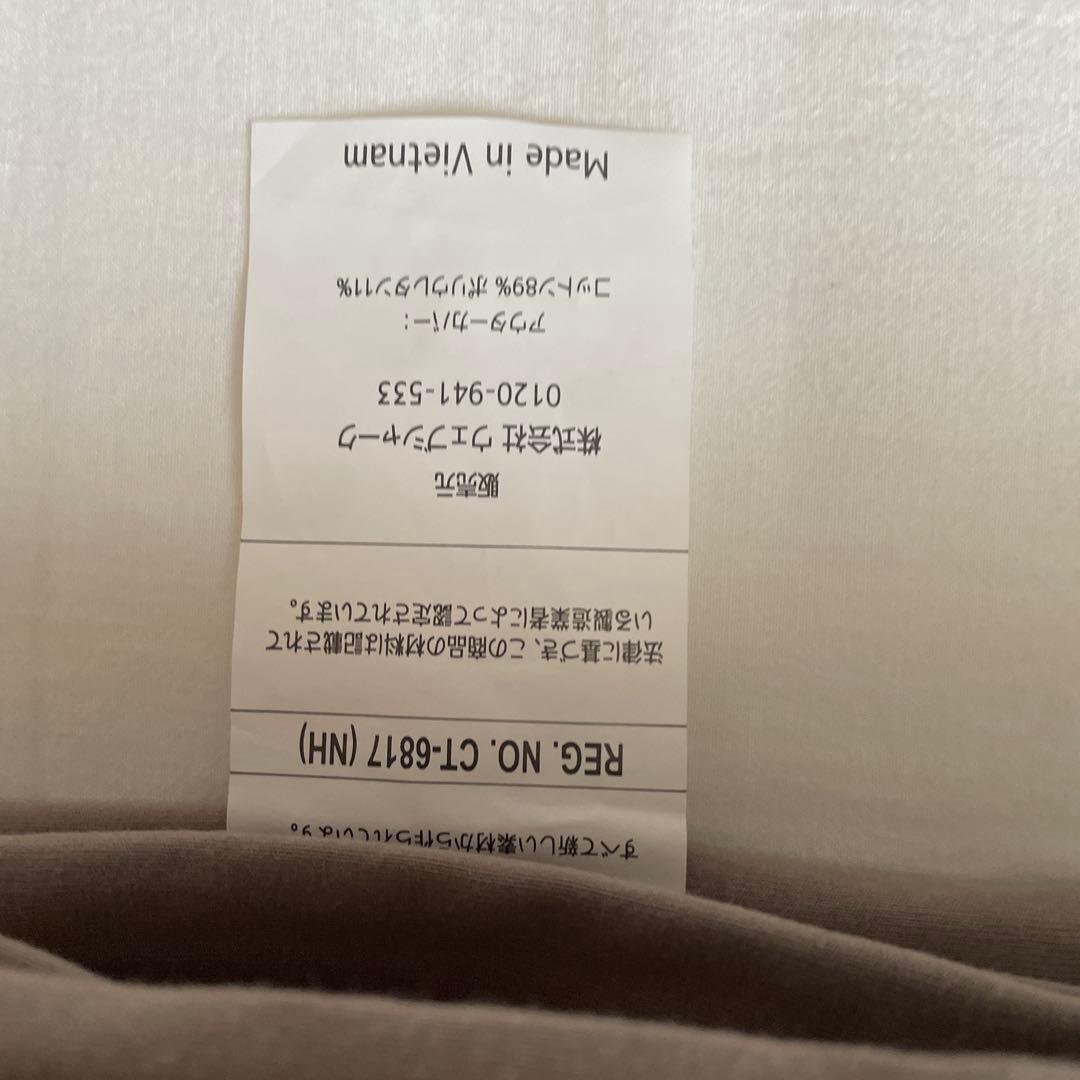 すべて新しい素材から作られています。
REG. NO. CT-6817 (NH)
法律に基づき、この商品の材料は記載されて
いる製造業者によって認定されています。
販売元
株式会社 ウェブシャーク
0120-941-533
アウターカバー：
コットン89% ポリウレタン11%
Made in Vietnam